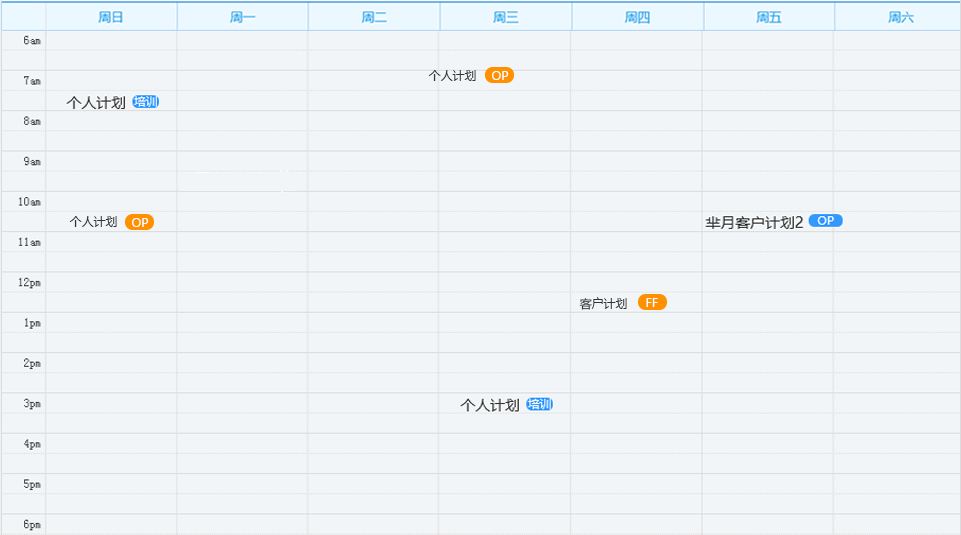 周日 周一 周二 周三 周四 周五 周六
6am
个人计划 OP
7am
个人计划 培训
8am
9am
10am
个人计划 OP 芈月客户计划2 OP
11am
12pm
客户计划 FF
1pm
2pm
3pm 个人计划 培训
4pm
5pm
6pm